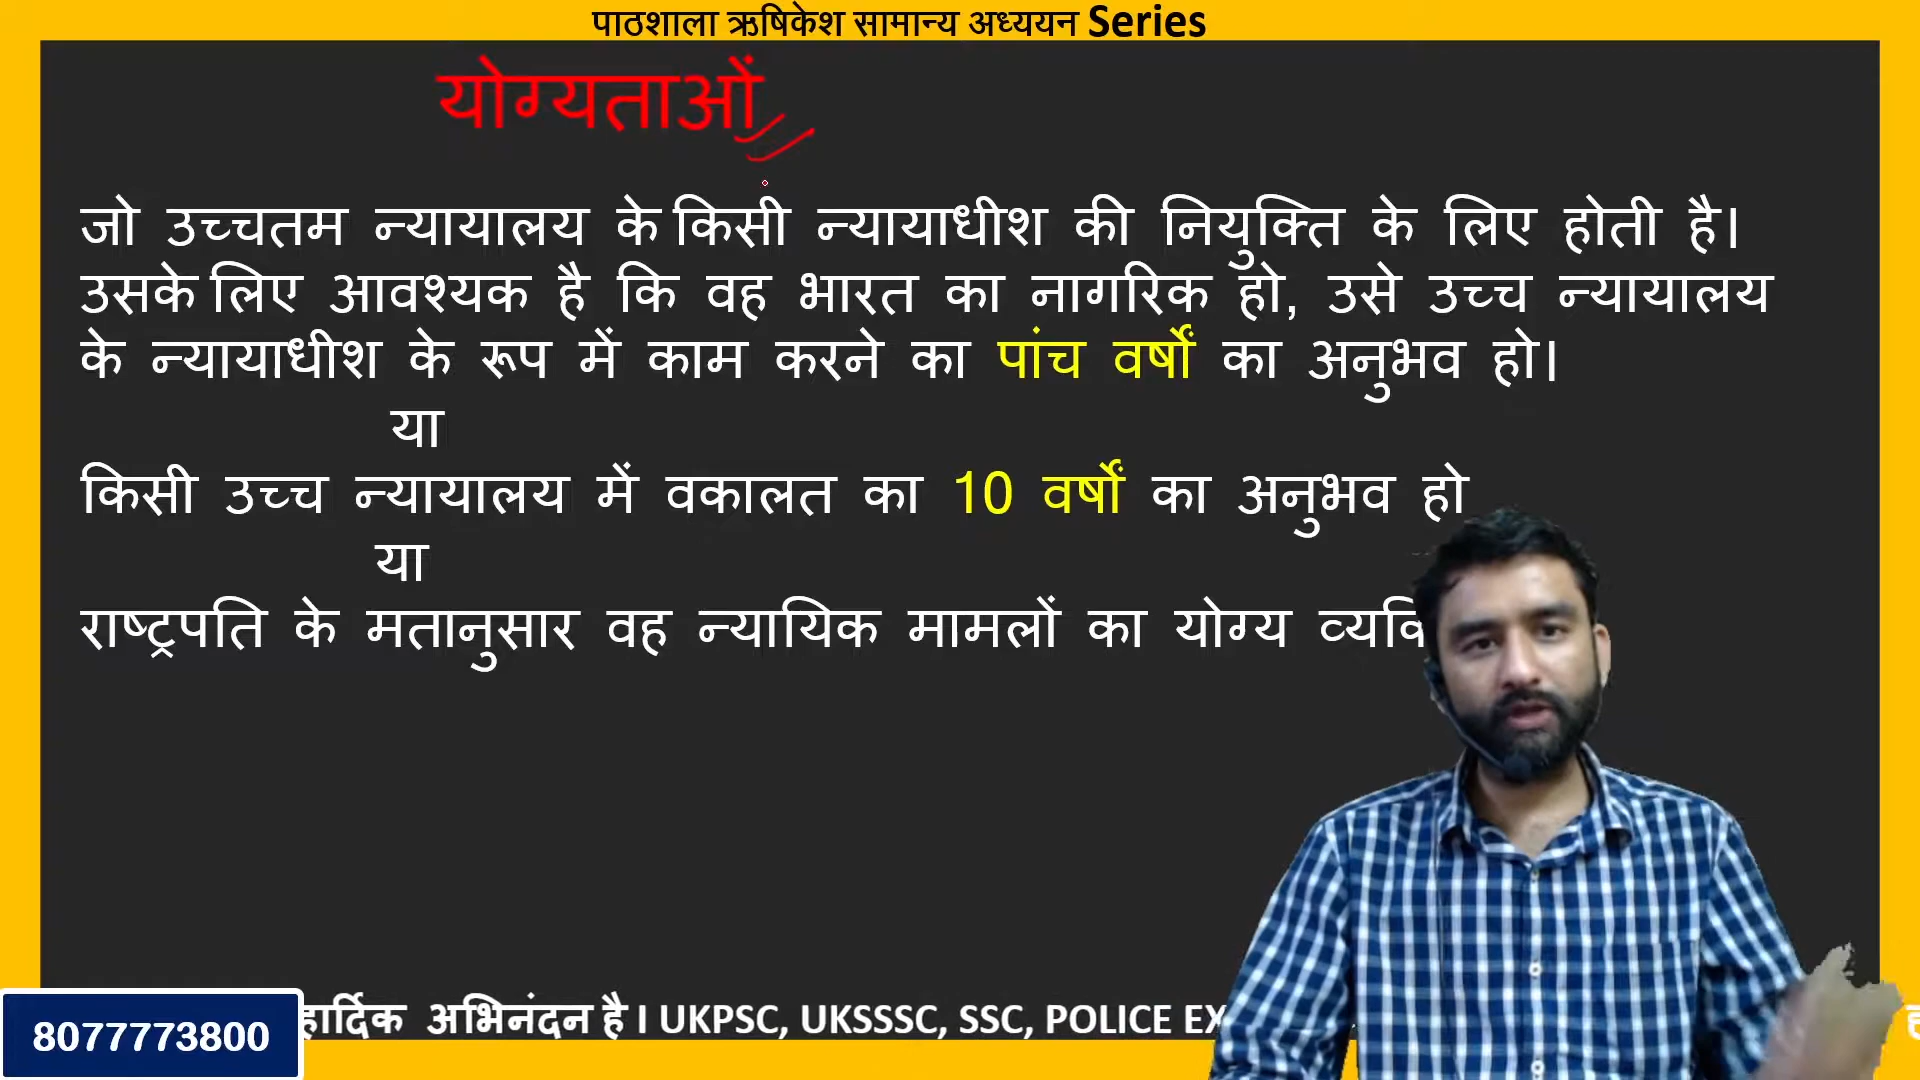 पाठशाला ऋषिकेश सामान्य अध्ययन Series
योग्यताओं
जो उच्चतम न्यायालय के किसी न्यायाधीश की नियुक्ति के लिए होती है।
उसके लिए आवश्यक है कि वह भारत का नागरिक हो, उसे उच्च न्यायालय
के न्यायाधीश के रूप में काम करने का पांच वर्षों का अनुभव हो।
या
किसी उच्च न्यायालय में वकालत का 10 वर्षों का अनुभव हो
या
राष्ट्रपति के मतानुसार वह न्यायिक मामलों का योग्य
हार्दिक अभिनंदन है I UKPSC, UKSSSC, SSC, POLICE
8077773800